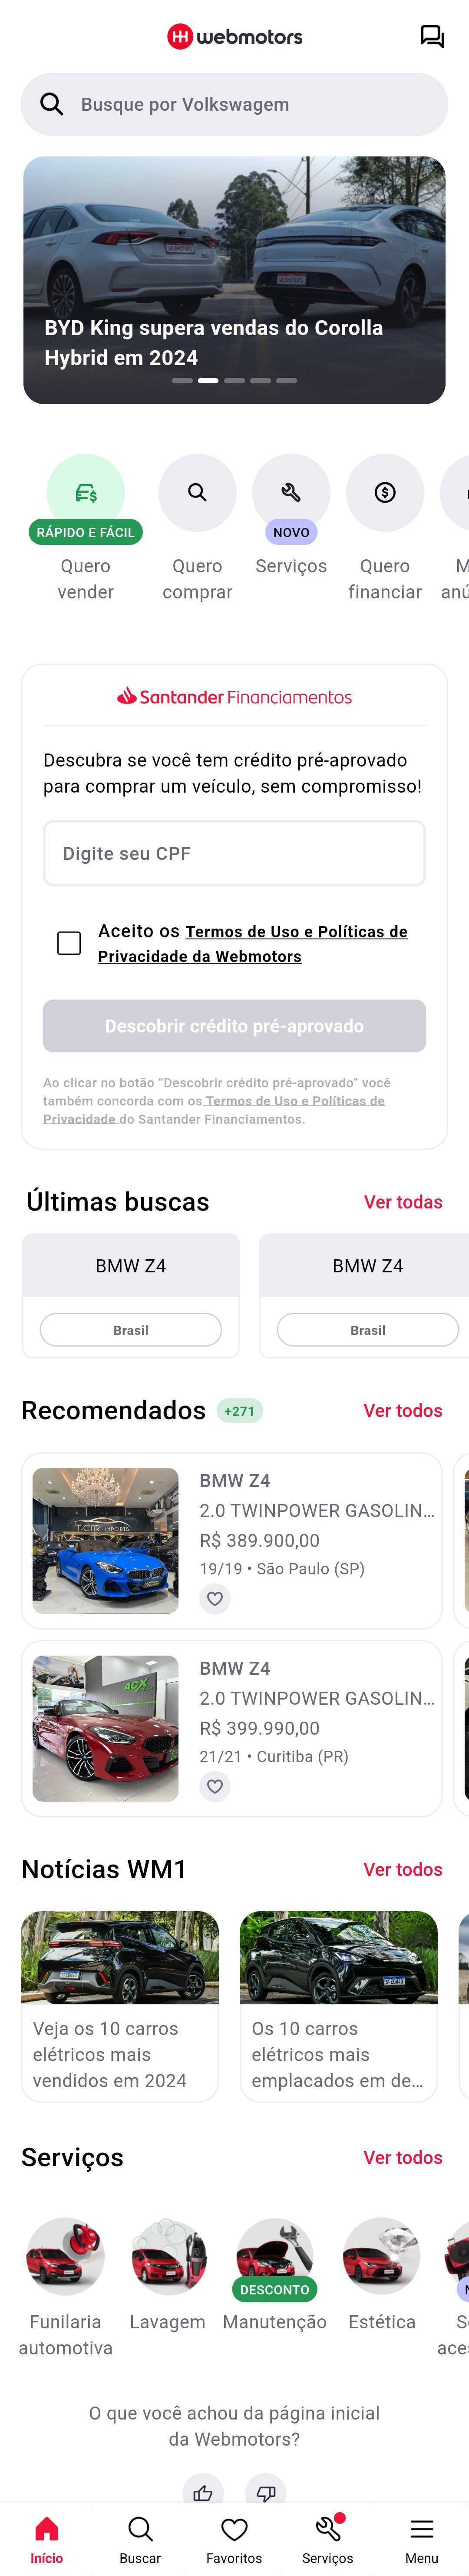 webmotors
Busque por Volkswagem
BYD King supera vendas do Corolla
Hybrid em 2024
RÁPIDO E FÁCIL
Quero
vender
Quero
comprar
NOVO
Serviços
Quero
financiar
M
anú
Santander Financiamentos
Descubra se você tem crédito pré-aprovado
para comprar um veículo, sem compromisso!
Digite seu CPF
Aceito os Termos de Uso e Políticas de
Privacidade da Webmotors
Descobrir crédito pré-aprovado
Ao clicar no botão "Descobrir crédito pré-aprovado" você
também concorda com os Termos de Uso e Políticas de
Privacidade do Santander Financiamentos.
Últimas buscas
Ver todas
BMW Z4
Brasil
BMW Z4
Brasil
Recomendados
+271
Ver todos
T-CAR IMPORTS
BMW Z4
2.0 TWINPOWER GASOLIN...
R$ 389.900,00
19/19 • São Paulo (SP)
ACX
BMW Z4
2.0 TWINPOWER GASOLIN...
R$ 399.990,00
21/21 • Curitiba (PR)
Notícias WM1
Ver todos
Veja os 10 carros
elétricos mais
vendidos em 2024
Os 10 carros
elétricos mais
emplacados em de...
Serviços
Ver todos
Funilaria
automotiva
Lavagem
DESCONTO
Manutenção
Estética
N
Se
aces
O que você achou da página inicial
da Webmotors?
Início
Buscar
Favoritos
Serviços
Menu